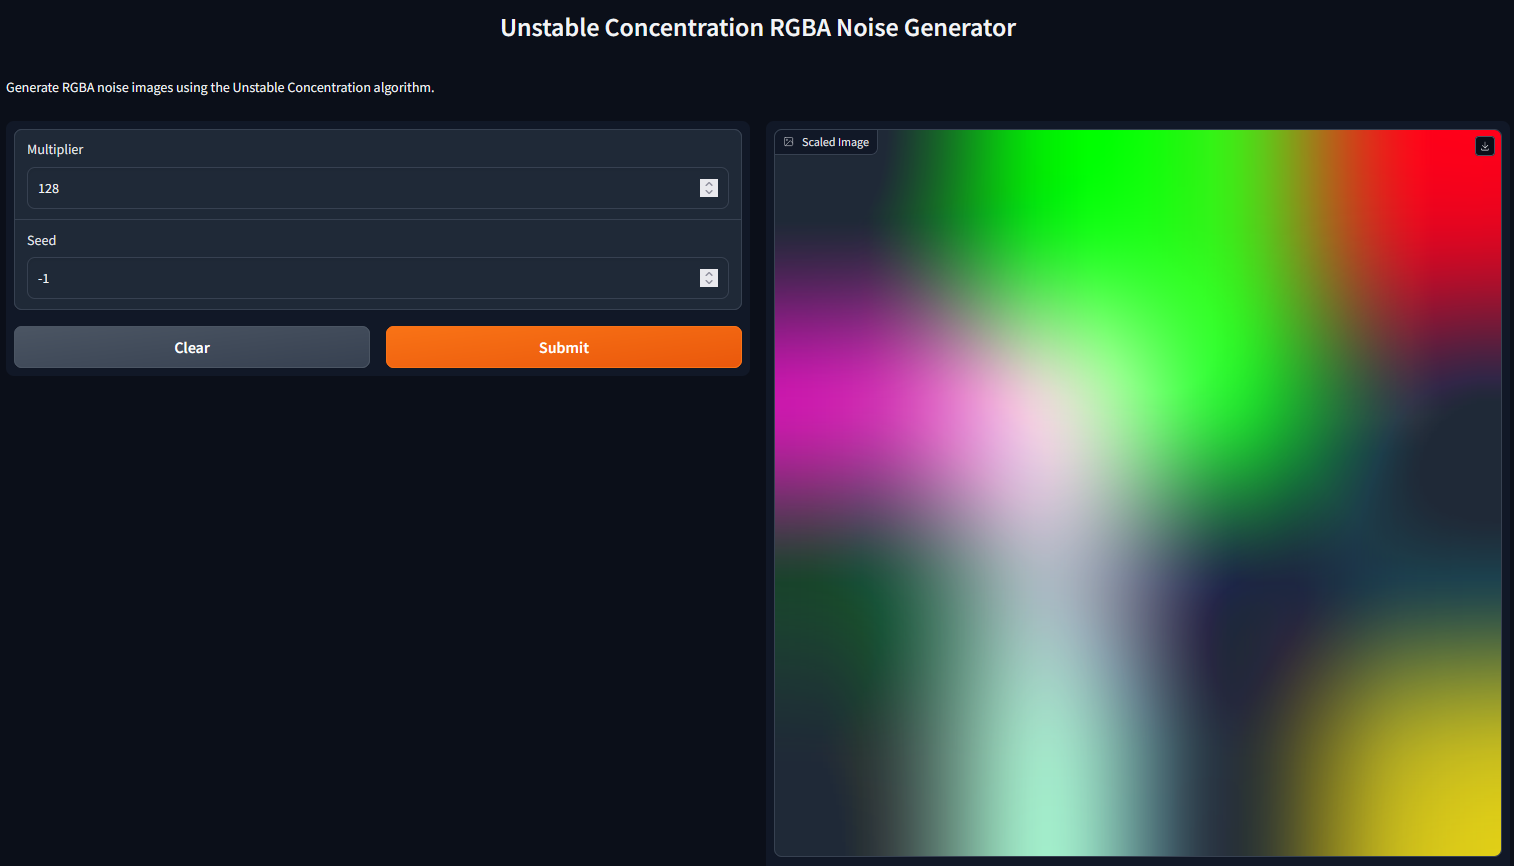 Unstable Concentration RGBA Noise Generator
Generate RGBA noise images using the Unstable Concentration algorithm.
Multiplier
128
Seed
-1
Clear
Submit
Scaled Image